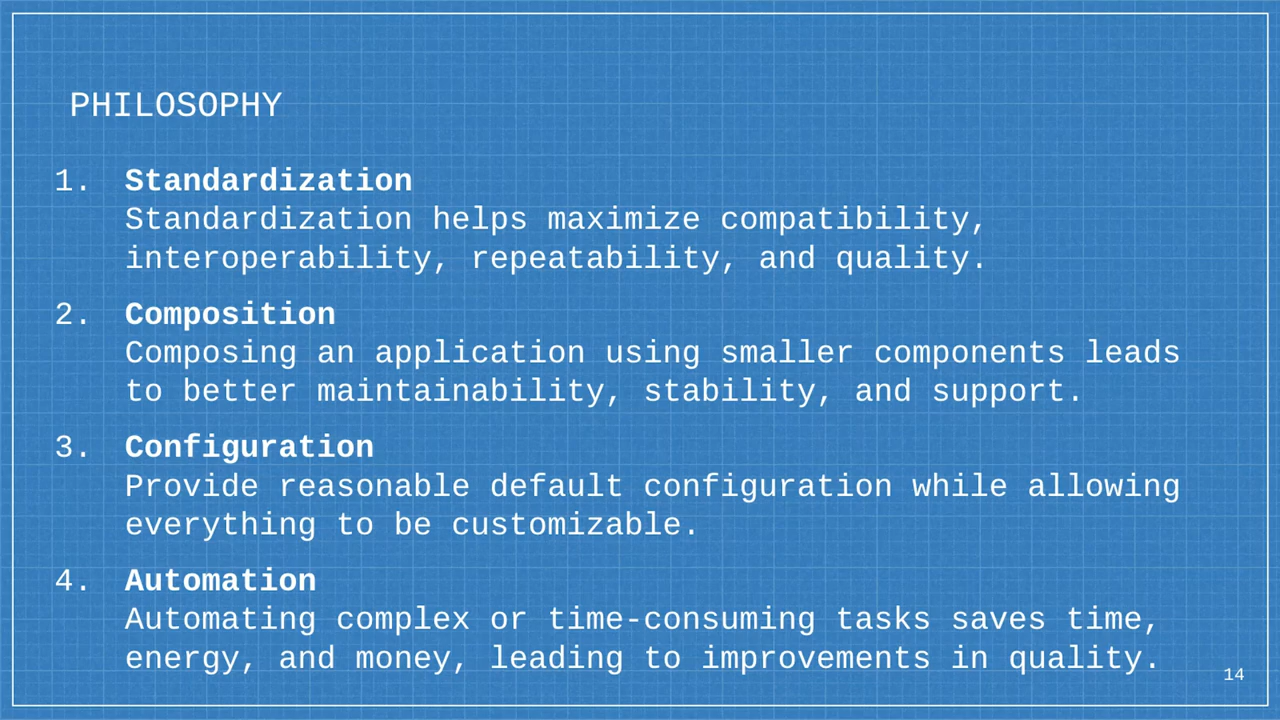 PHILOSOPHY
1. Standardization
Standardization helps maximize compatibility,
interoperability, repeatability, and quality.
2. Composition
Composing an application using smaller components leads
to better maintainability, stability, and support.
3. Configuration
Provide reasonable default configuration while allowing
everything to be customizable.
4. Automation
Automating complex or time-consuming tasks saves time,
energy, and money, leading to improvements in quality.
14